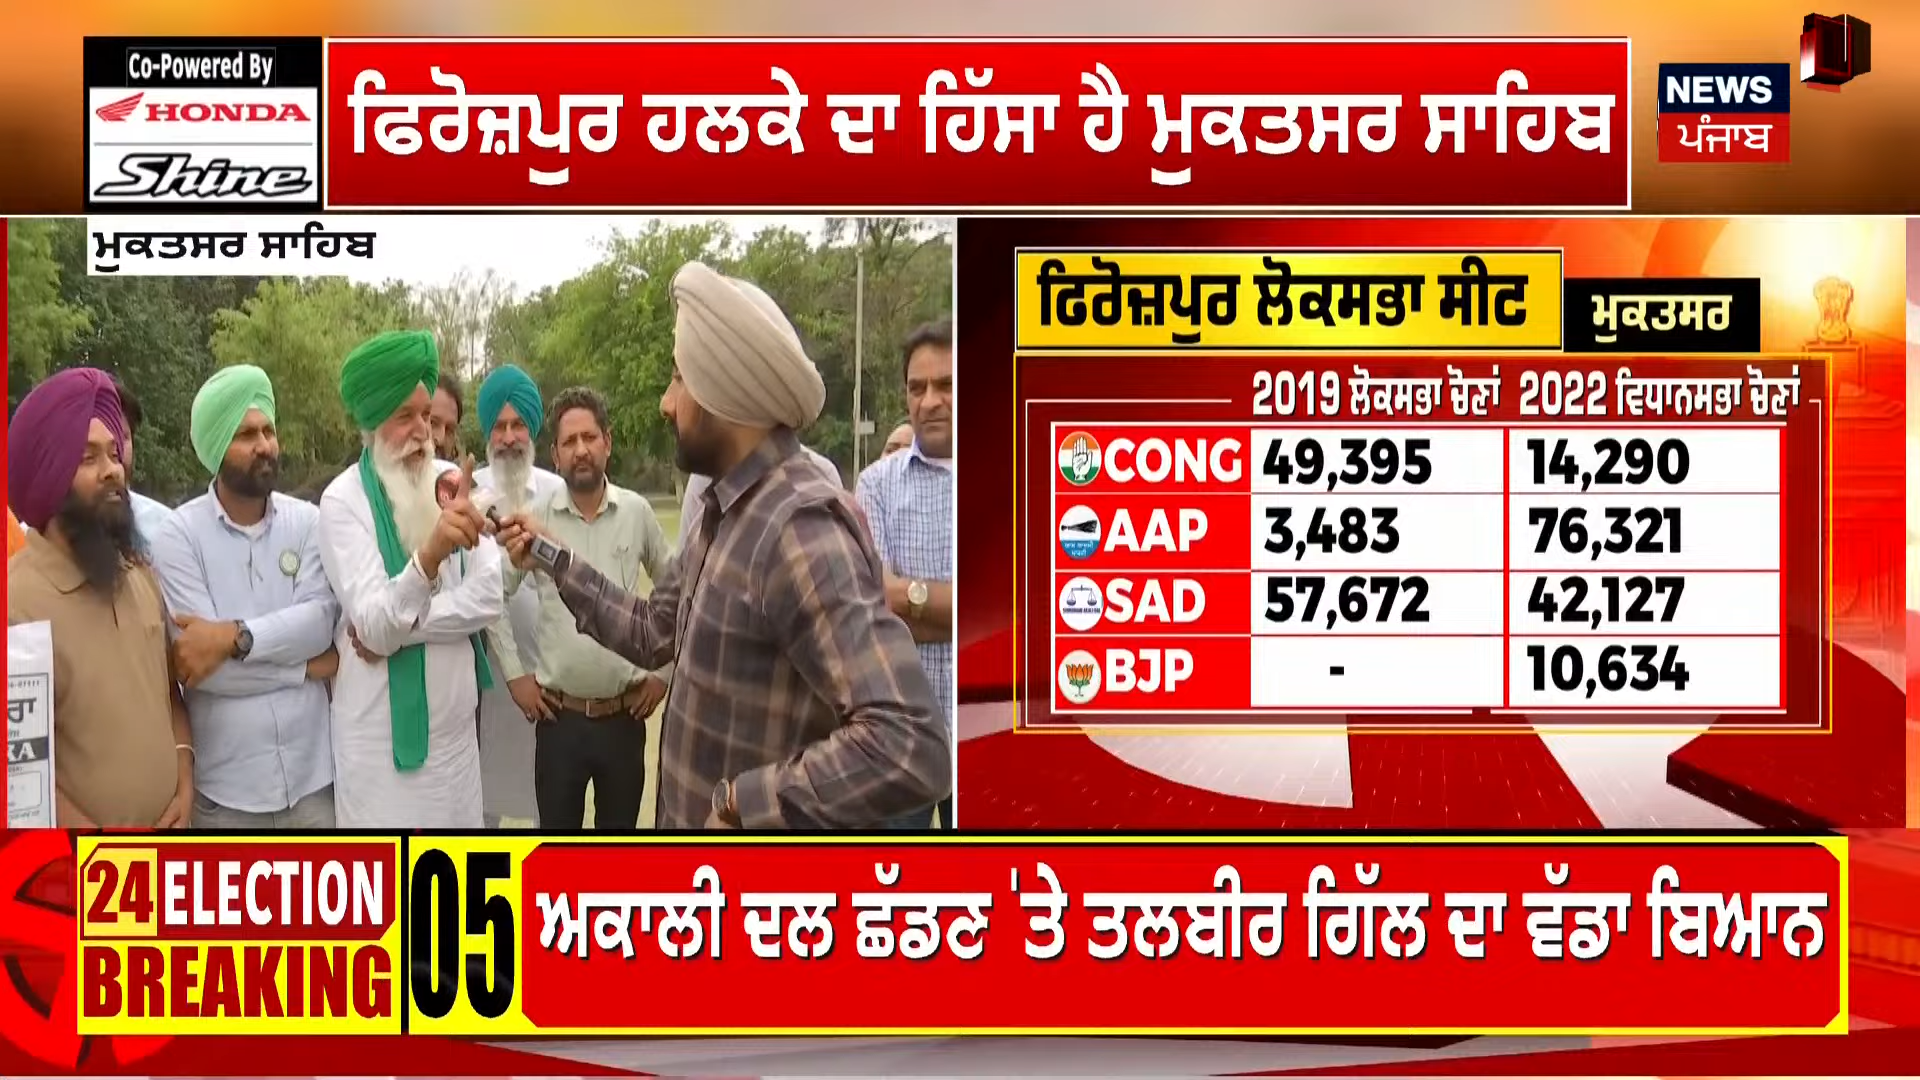 Co-Powered By
HONDA
Shine
ਫਿਰੋਜ਼ਪੁਰ ਹਲਕੇ ਦਾ ਹਿੱਸਾ ਹੈ ਮੁਕਤਸਰ ਸਾਹਿਬ
NEWS
ਪੰਜਾਬ
ਮੁਕਤਸਰ ਸਾਹਿਬ
ਫਿਰੋਜ਼ਪੁਰ ਲੋਕਸਭਾ ਸੀਟ ਮੁਕਤਸਰ
2019 ਲੋਕਸਭਾ ਚੋਣਾਂ 2022 ਵਿਧਾਨਸਭਾ ਚੋਣਾਂ
CONG 49,395 14,290
AAP 3,483 76,321
SAD 57,672 42,127
BJP - 10,634
24 ELECTION
BREAKING
05
ਅਕਾਲੀ ਦਲ ਛੱਡਣ 'ਤੇ ਤਲਬੀਰ ਗਿੱਲ ਦਾ ਵੱਡਾ ਬਿਆਨ